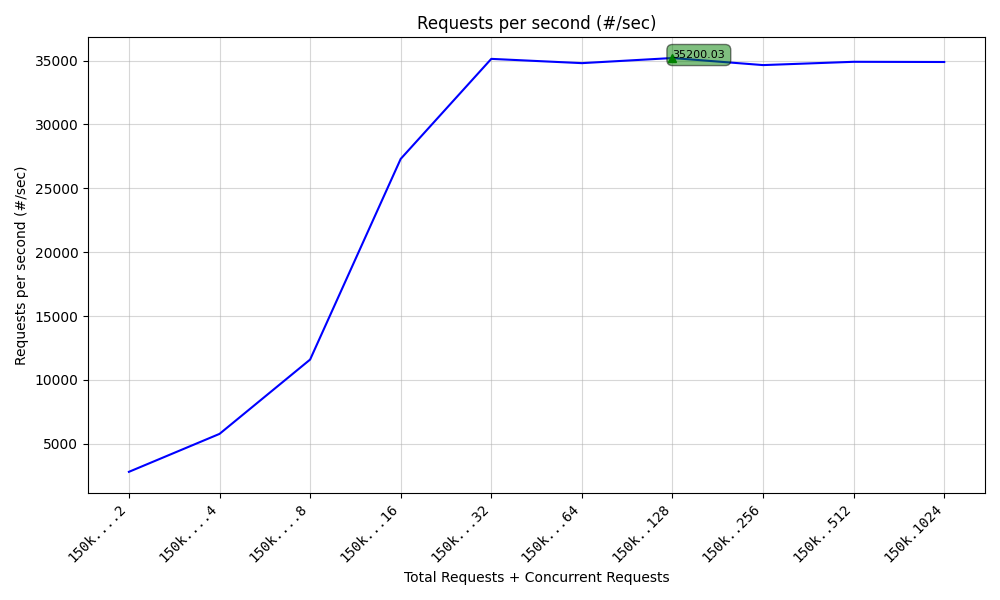 Requests per second (#/sec)
35200.03
35000
30000
25000
20000
15000
10000
5000
Requests per second (#/sec)
150k....2
150k....4
150k....8
150k...16
150k...32
150k...64
150k..128
150k..256
150k..512
150k.1024
Total Requests + Concurrent Requests